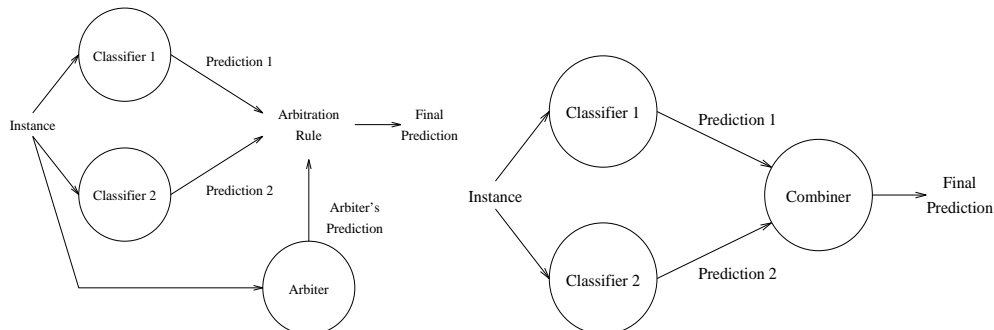 Classifier 1
Prediction 1
Instance
Arbitration
Rule
Final
Prediction
Classifier 2
Prediction 2
Arbiter's
Prediction
Arbiter
Classifier 1
Prediction 1
Instance
Combiner
Final
Prediction
Classifier 2
Prediction 2